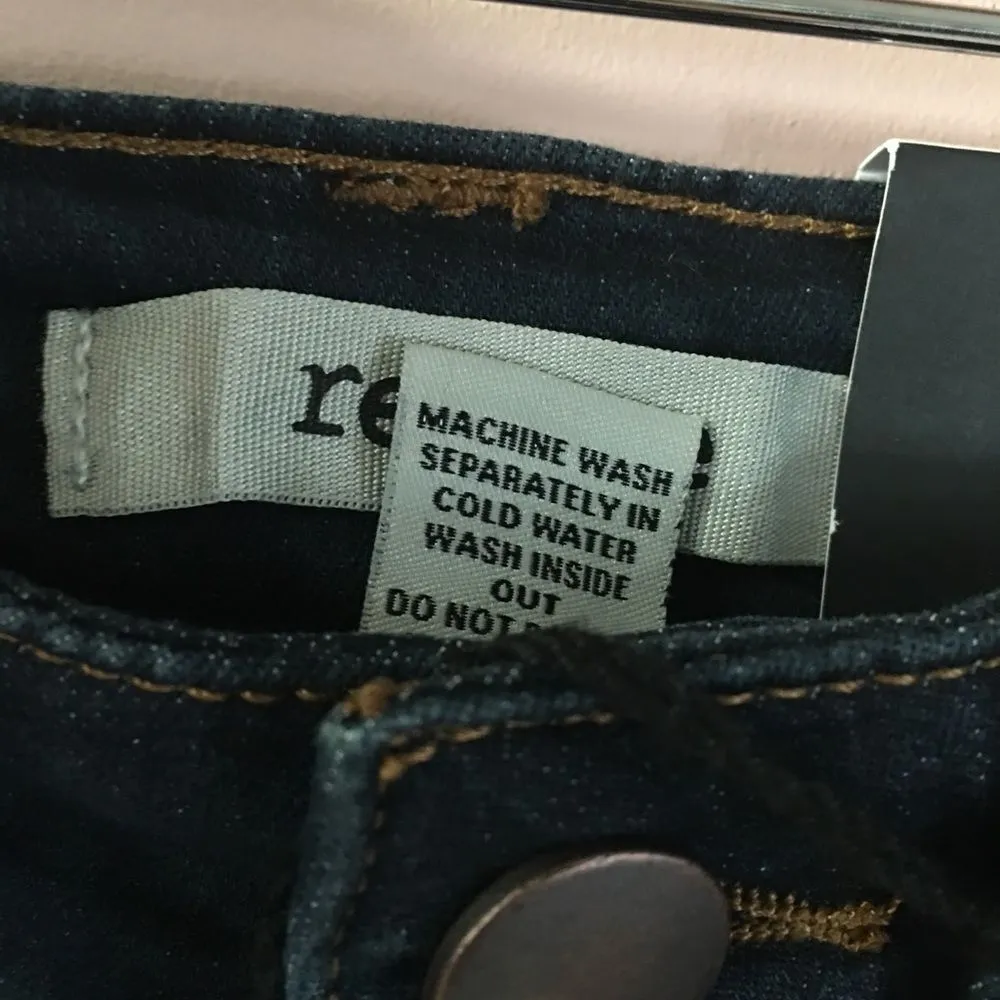 re
MACHINE WASH
SEPARATELY IN
COLD WATER
WASH INSIDE
OUT
DO NOT